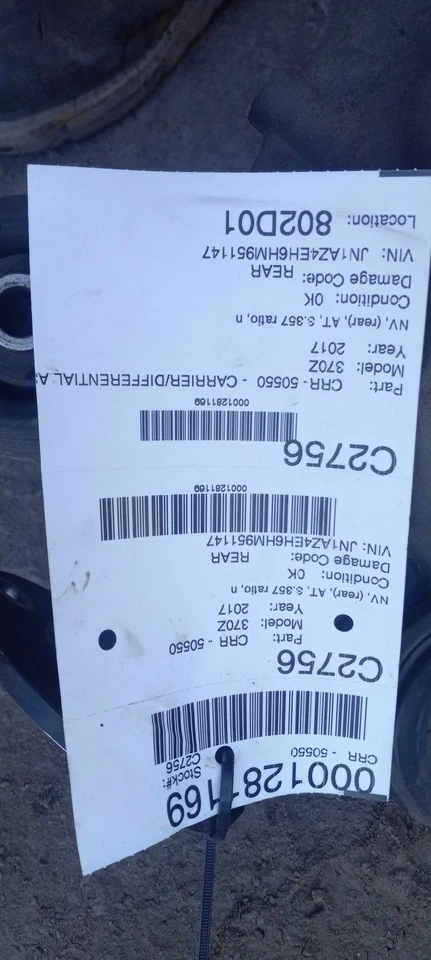 0001281169
CRR - 50550
Stock#:
C2756
C2756
Part: CRR - 50550
Model: 370Z
Year: 2017
NV, (rear), AT, 3.357 ratio, n
Condition: OK
Damage Code: REAR
VIN: JN1AZ4EH6HM951147
0001281169
C2756
0001281169
Part: CRR - 50550 - CARRIER/DIFFERENTIAL A
Model: 370Z
Year: 2017
NV, (rear), AT, 3.357 ratio, n
Condition: OK
Damage Code: REAR
VIN: JN1AZ4EH6HM951147
Location: 802D01